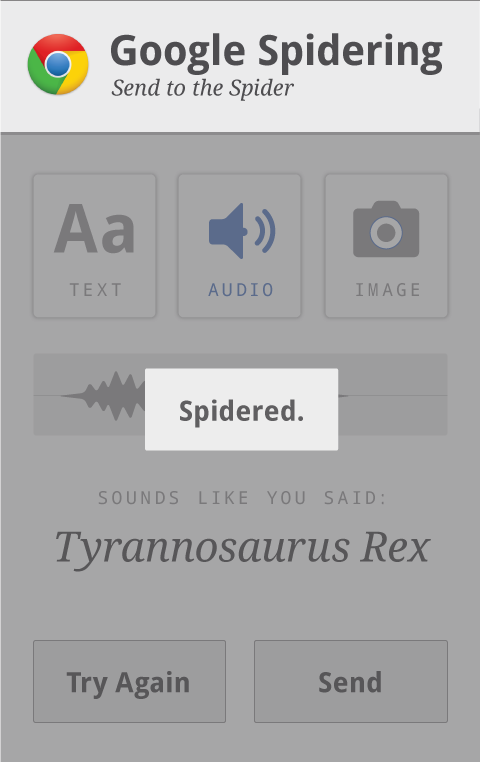 Google Spidering
Send to the Spider
Aa
TEXT
AUDIO
IMAGE
Spidered.
SOUNDS LIKE YOU SAID:
Tyrannosaurus Rex
Try Again
Send